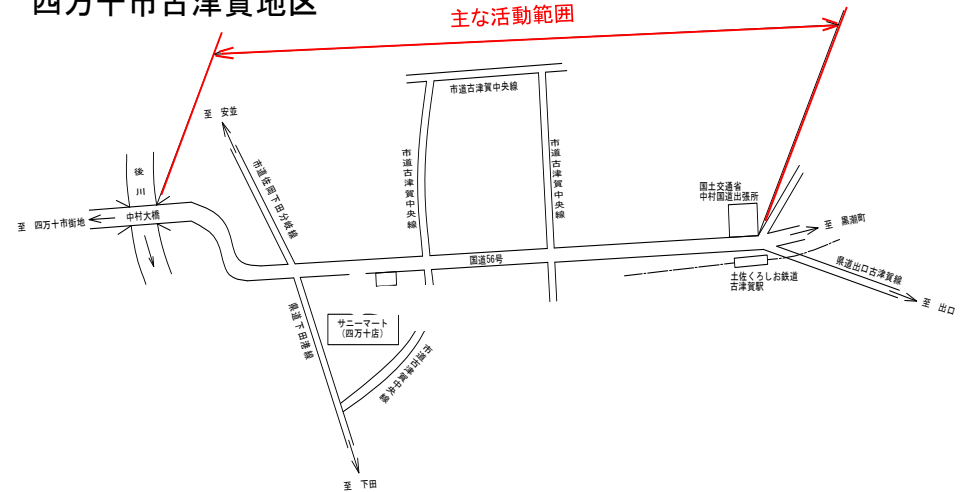 四万十市古津賀地区
主な活動範囲
市道古津賀中央線
至 安並
後川
市道佐岡下田分岐線
市道古津賀中央線
市道古津賀中央線
国土交通省
中村国道出張所
至 四万十市街地
中村大橋
至 黒潮町
国道56号
土佐くろしお鉄道
古津賀駅
県道出口古津賀線
至 出口
県道下田港線
サニーマート
(四万十店)
市道古津賀中央線
至 下田